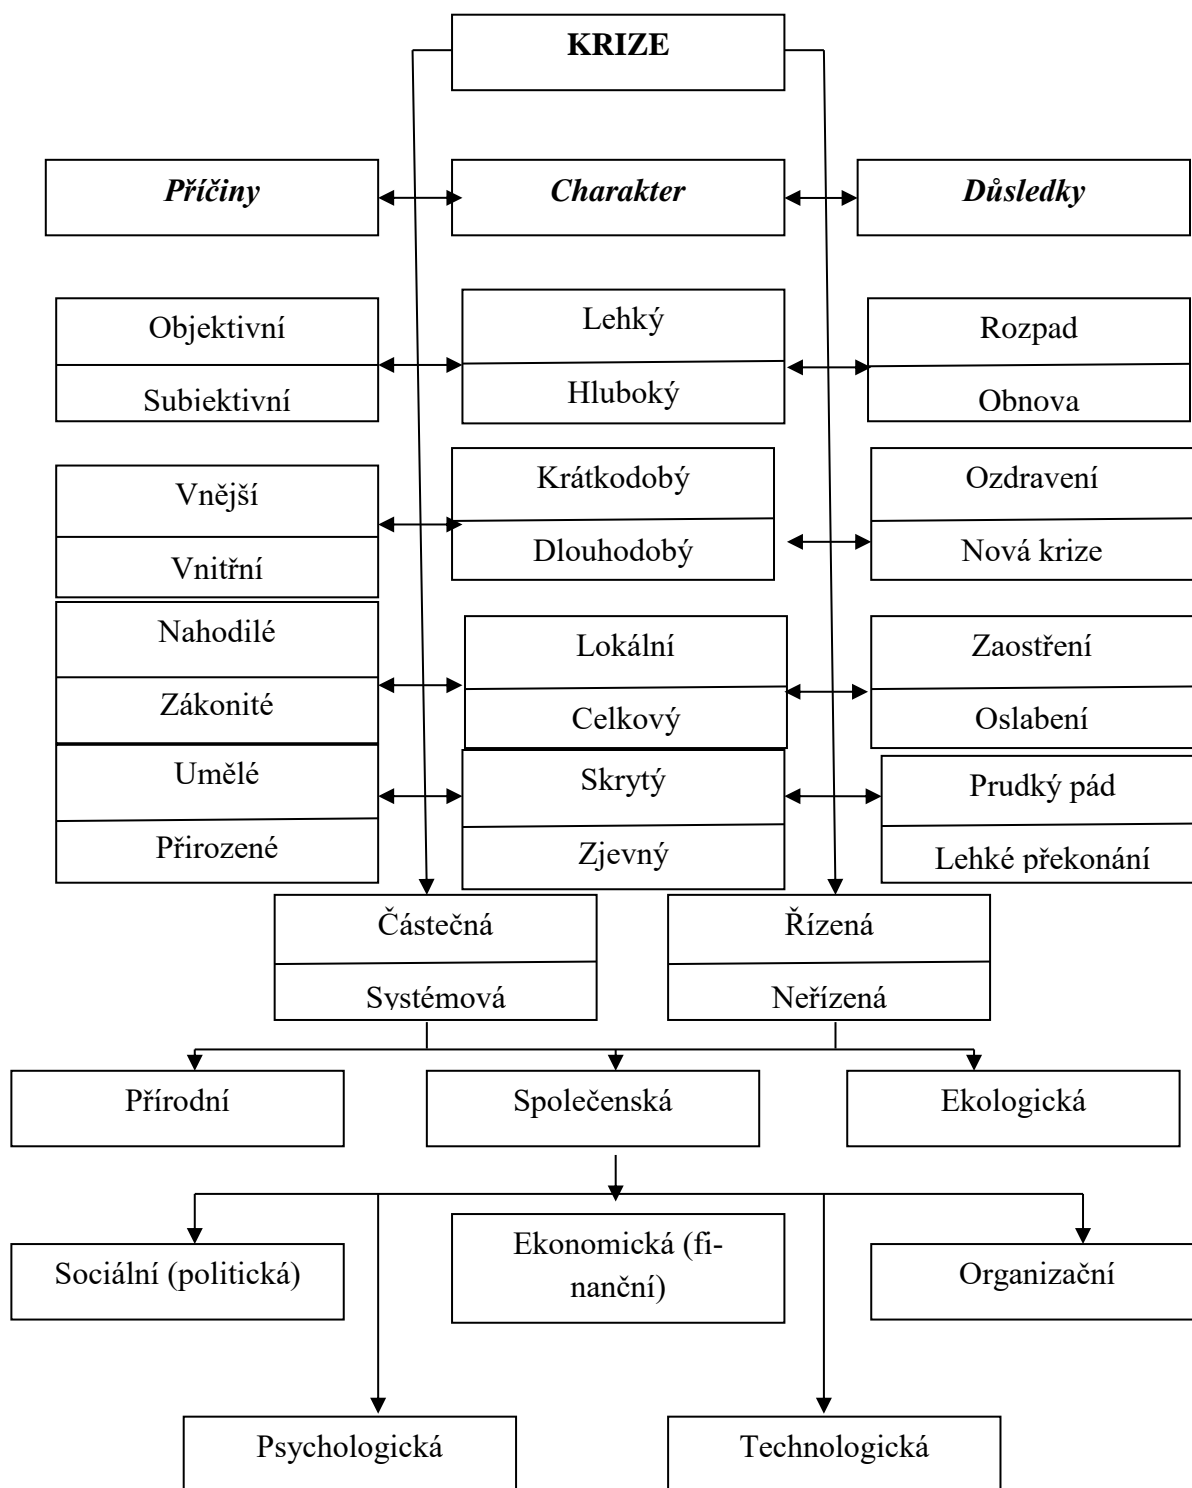 KRIZE
Příčiny
Charakter
Důsledky
Objektivní
Subjektivní
Lehký
Hluboký
Rozpad
Obnova
Vnější
Vnitřní
Krátkodobý
Dlouhodobý
Ozdravení
Nová krize
Nahodilé
Zákonité
Lokální
Celkový
Zaostření
Oslabení
Umělé
Přirozené
Skrytý
Zjevný
Prudký pád
Lehké překonání
Částečná
Systémová
Řízená
Neřízená
Přírodní
Společenská
Ekologická
Sociální (politická)
Ekonomická (fi-
nanční)
Organizační
Psychologická
Technologická